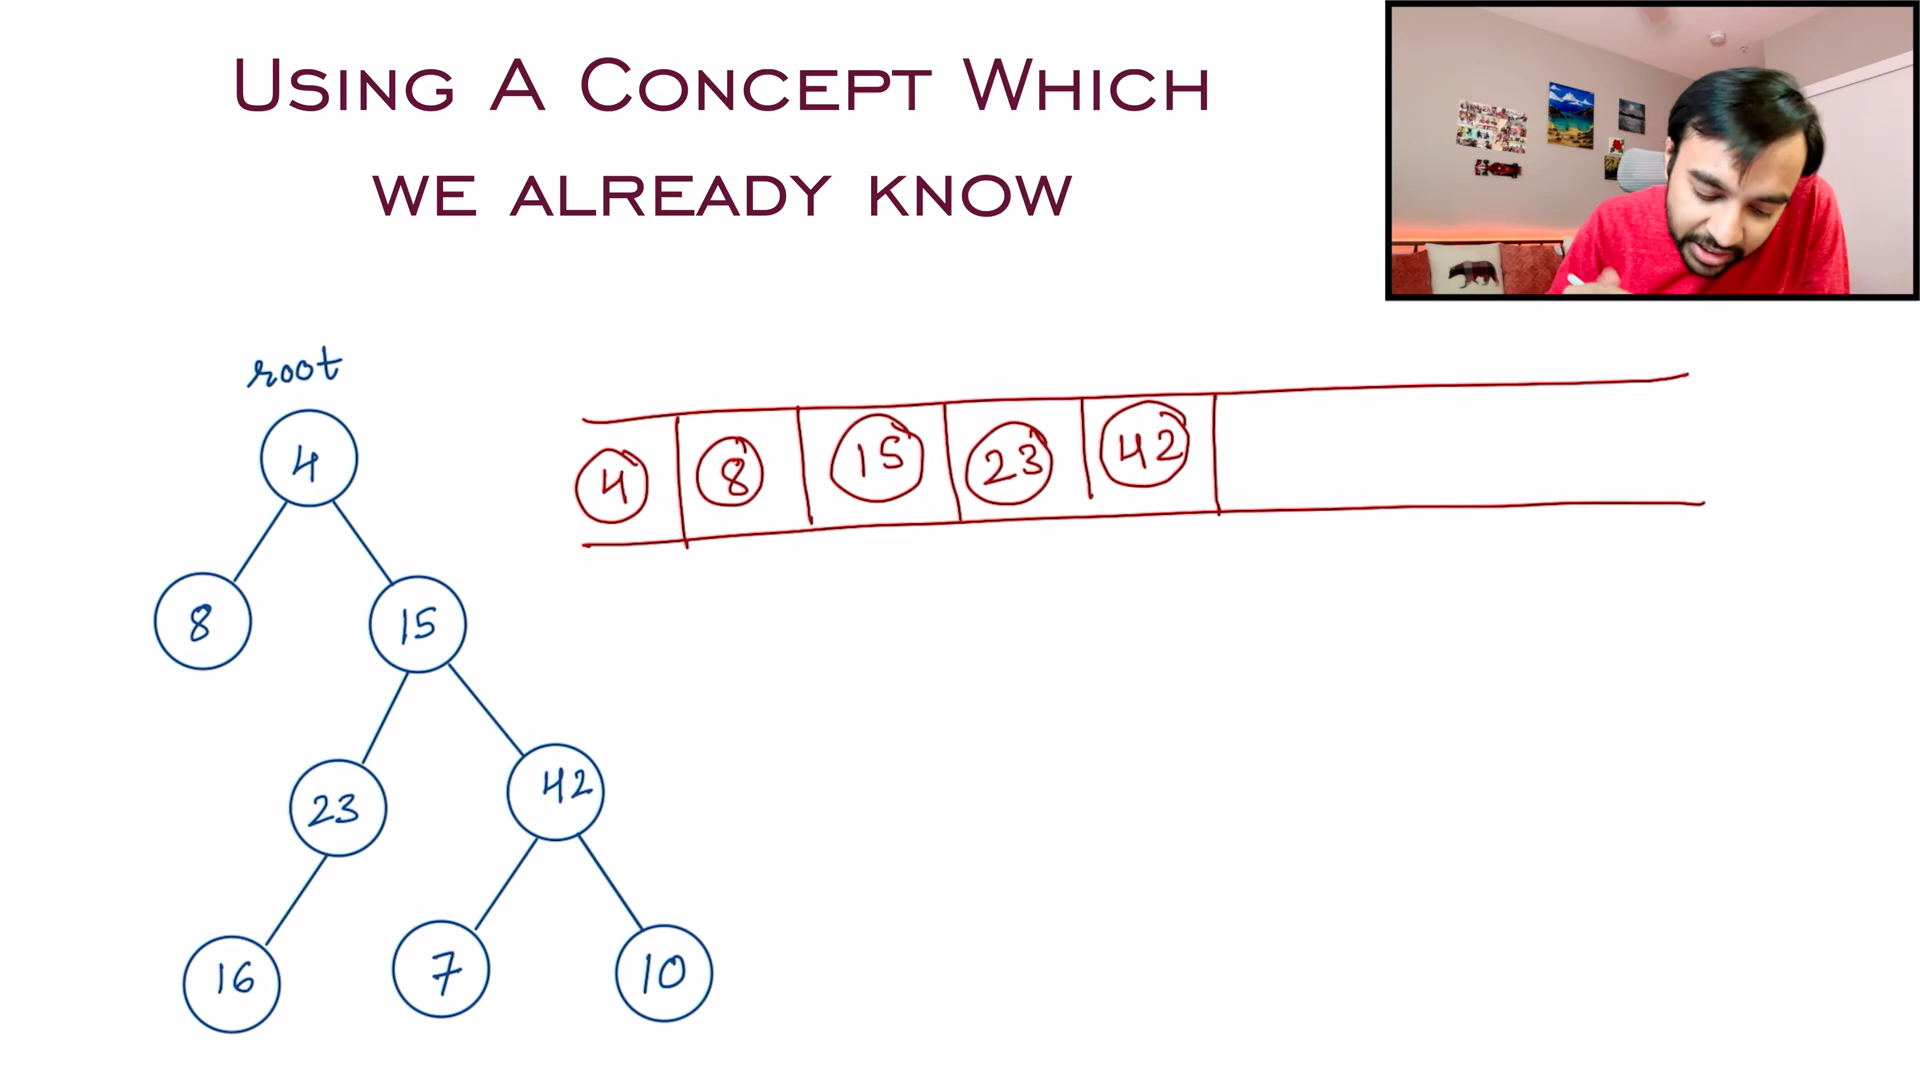 USING A CONCEPT WHICH
WE ALREADY KNOW
root
4
8
15
23
42
16
7
10
4 8 15 23 42